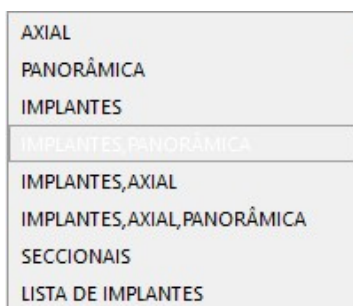 AXIAL
PANORÂMICA
IMPLANTES
IMPLANTES,PANORÂMICA
IMPLANTES,AXIAL
IMPLANTES,AXIAL,PANORÂMICA
SECCIONAIS
LISTA DE IMPLANTES